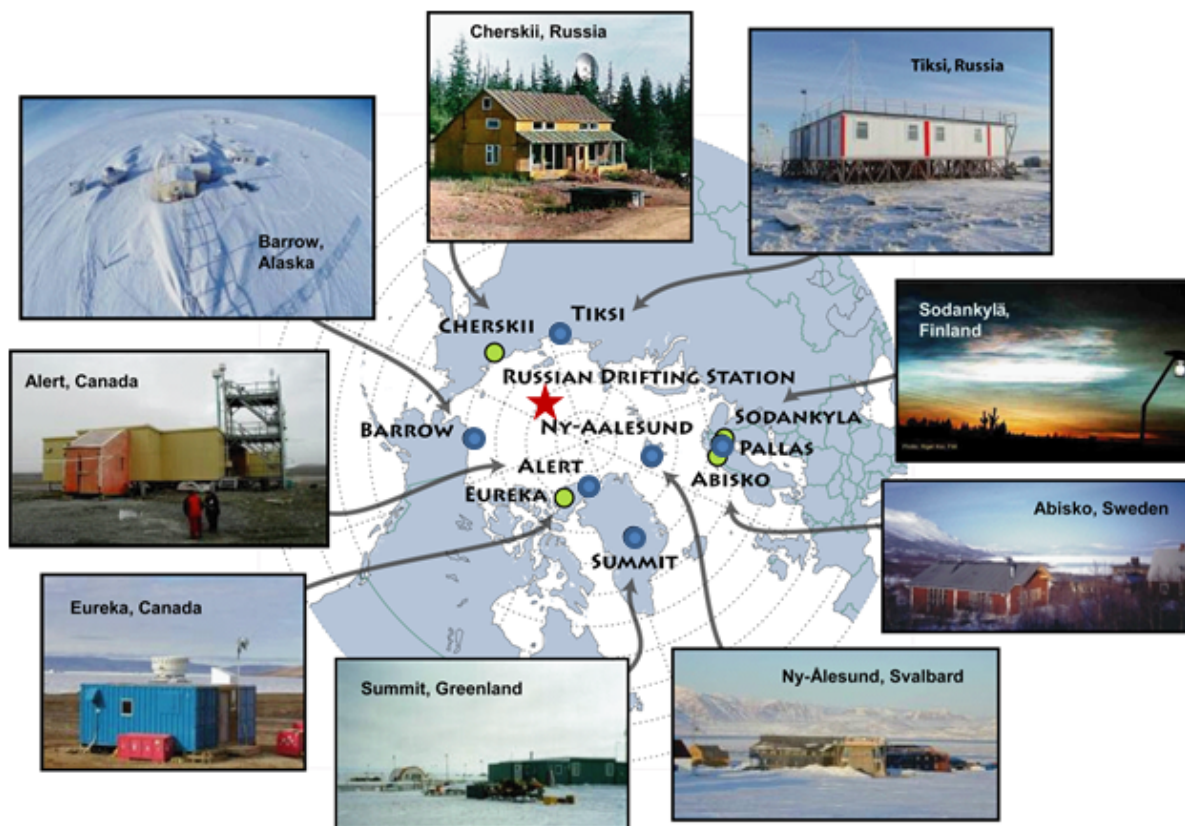 Cherskii, Russia
Tiksi, Russia
Barrow,
Alaska
Sodankylä,
Finland
Alert, Canada
Abisko, Sweden
Eureka, Canada
Summit, Greenland
Ny-Ålesund, Svalbard
CHERSKII
TIKSI
RUSSIAN DRIFTING STATION
BARROW
NY-AALESUND
SODANKYLA
PALLAS
ABISKO
ALERT
EUREKA
SUMMIT